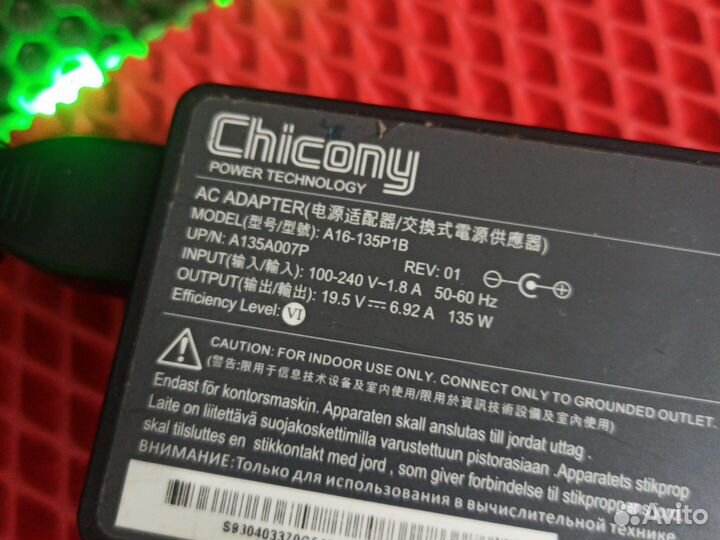 Chicony
POWER TECHNOLOGY
AC ADAPTER(电源适配器/交換式電源供應器)
MODEL(型号/型號): A16-135P1B
UP/N: A135A007P REV: 01
INPUT(输入/輸入): 100-240 V~1.8 A 50-60 Hz
OUTPUT(输出/輸出): 19.5 V 6.92 A 135 W
Efficiency Level: VI
CAUTION: FOR INDOOR USE ONLY. CONNECT ONLY TO GROUNDED OUTLET.
(警告:限用于信息技术设备及室内使用/限用於資訊技術設備及室內使用)
Endast för kontorsmaskin. Apparaten skall anslutas till jordat uttag .
Laite on liitettävä suojakoskettimilla varustettuun pistorasiaan .Apparatets stikprop
skal tilsluttes en stikkontakt med jord , som giver forbindelse til stikproppens jord.
ВНИМАНИЕ:Только для использования в вычислительной технике.
Avito